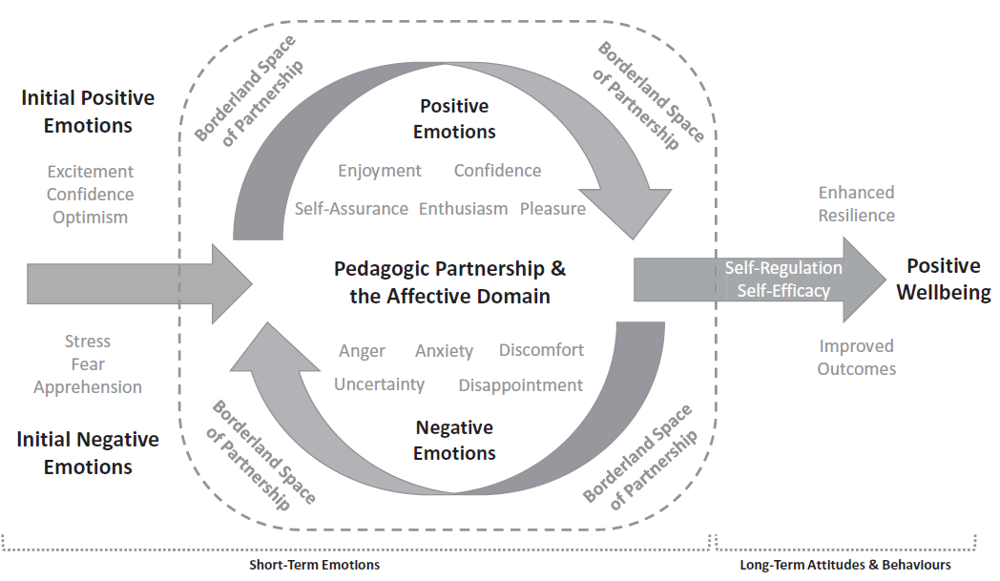 Initial Positive
Emotions
Excitement
Confidence
Optimism
Stress
Fear
Apprehension
Initial Negative
Emotions
Borderland Space
of Partnership
Borderland Space
of Partnership
Positive
Emotions
Enjoyment Confidence
Self-Assurance Enthusiasm Pleasure
Pedagogic Partnership &
the Affective Domain
Anger Anxiety Discomfort
Uncertainty Disappointment
Negative
Emotions
Borderland Space
of Partnership
Borderland Space
of Partnership
Enhanced
Resilience
Self-Regulation
Self-Efficacy
Positive
Wellbeing
Improved
Outcomes
Short-Term Emotions
Long-Term Attitudes & Behaviours